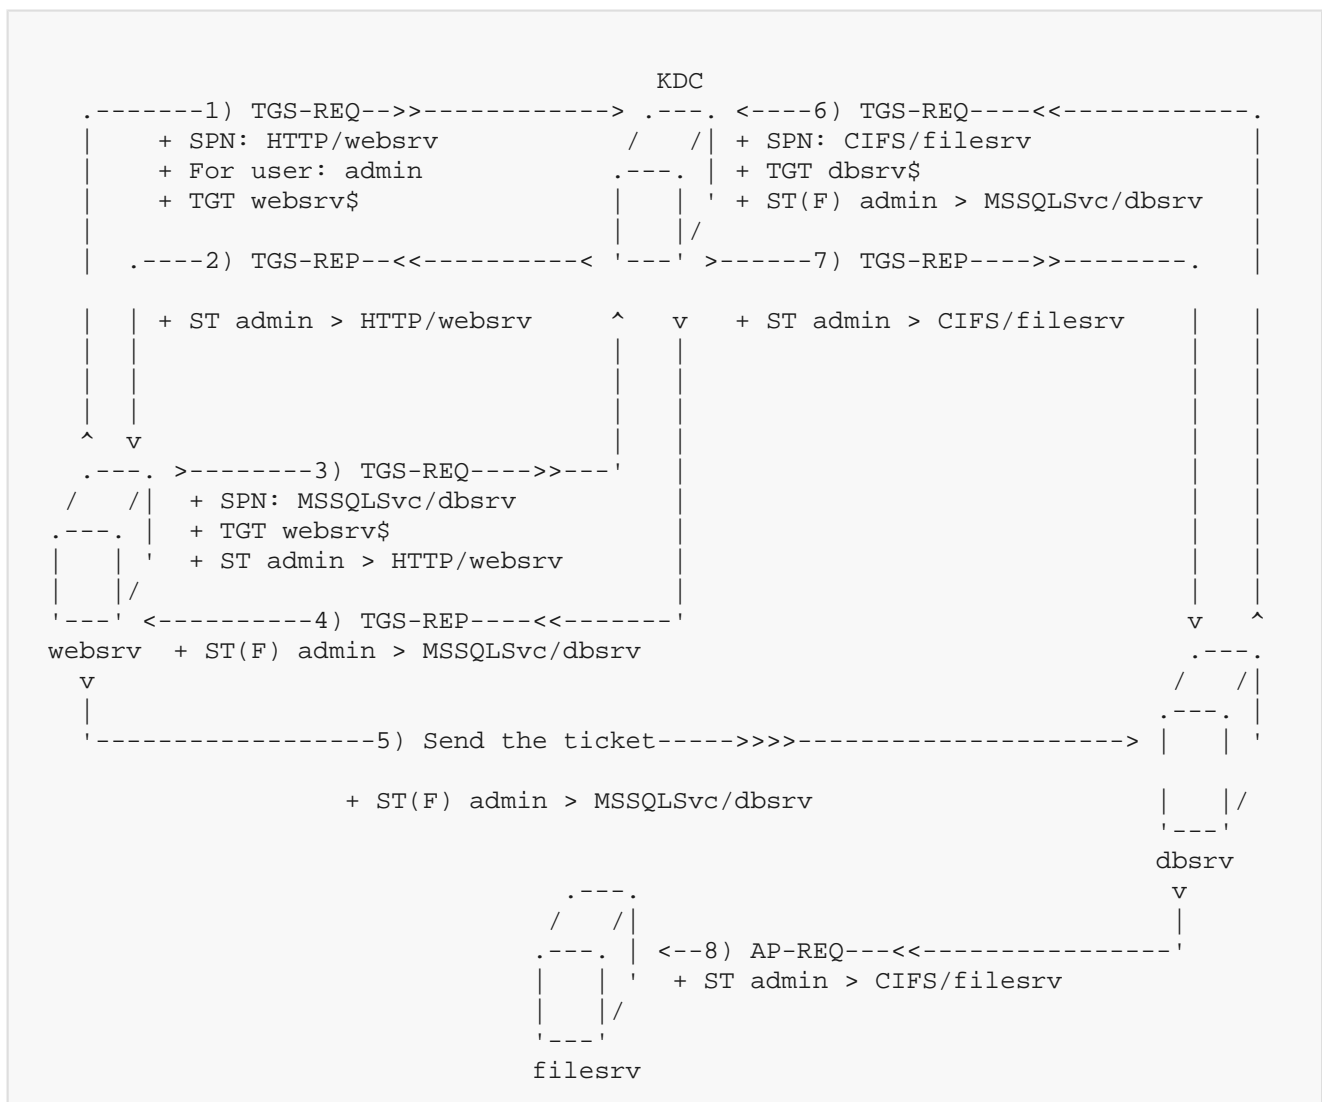 KDC
1) TGS-REQ 6) TGS-REQ
+ SPN: HTTP/websrv + SPN: CIFS/filesrv
+ For user: admin + TGT dbsrv$
+ TGT websrv$ + ST(F) admin > MSSQLSvc/dbsrv
2) TGS-REP 7) TGS-REP
+ ST admin > HTTP/websrv + ST admin > CIFS/filesrv
3) TGS-REQ
+ SPN: MSSQLSvc/dbsrv
+ TGT websrv$
+ ST admin > HTTP/websrv
4) TGS-REP
websrv + ST(F) admin > MSSQLSvc/dbsrv
5) Send the ticket
+ ST(F) admin > MSSQLSvc/dbsrv
dbsrv
8) AP-REQ
+ ST admin > CIFS/filesrv
filesrv